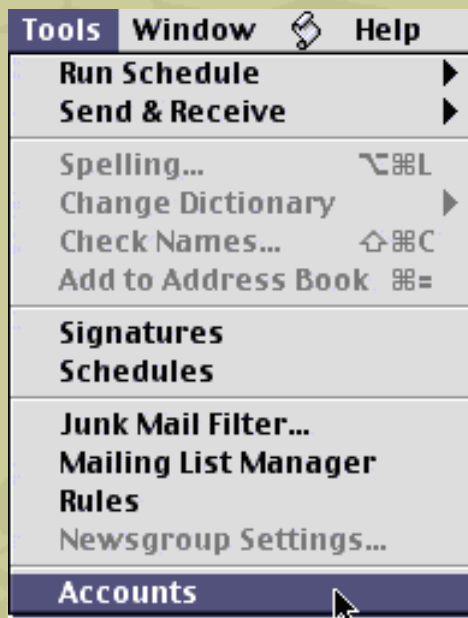 Tools Window Help
Run Schedule
Send & Receive
Spelling... ⌥⌘L
Change Dictionary
Check Names... ⇧⌘C
Add to Address Book ⌘=
Signatures
Schedules
Junk Mail Filter...
Mailing List Manager
Rules
Newsgroup Settings...
Accounts